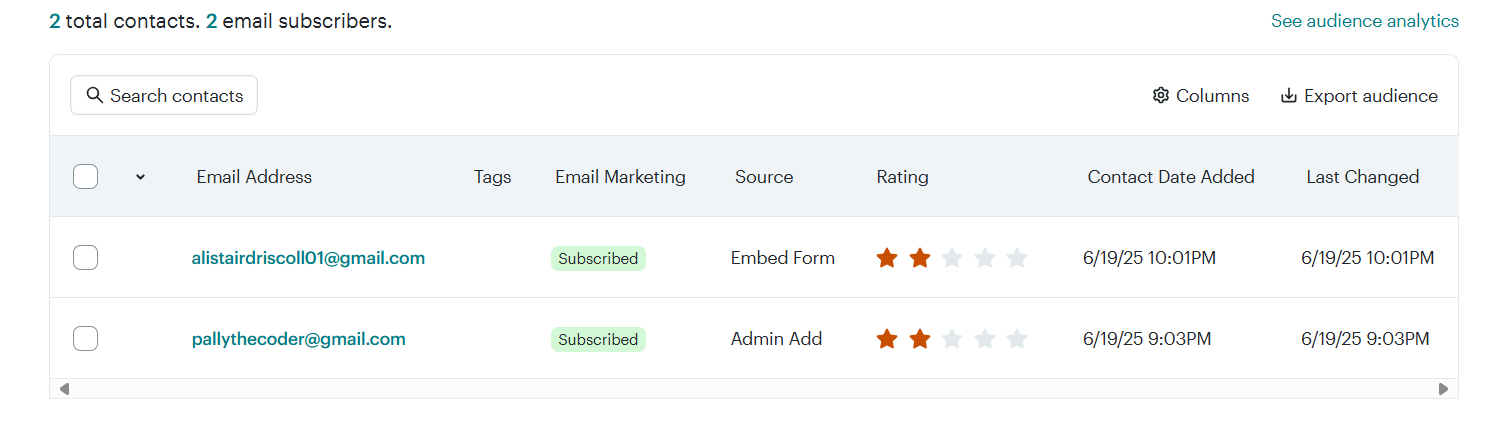 2 total contacts. 2 email subscribers. See audience analytics
Search contacts Columns Export audience
Email Address Tags Email Marketing Source Rating Contact Date Added Last Changed
alistairdriscoll01@gmail.com Subscribed Embed Form 6/19/25 10:01PM 6/19/25 10:01PM
pallythecoder@gmail.com Subscribed Admin Add 6/19/25 9:03PM 6/19/25 9:03PM